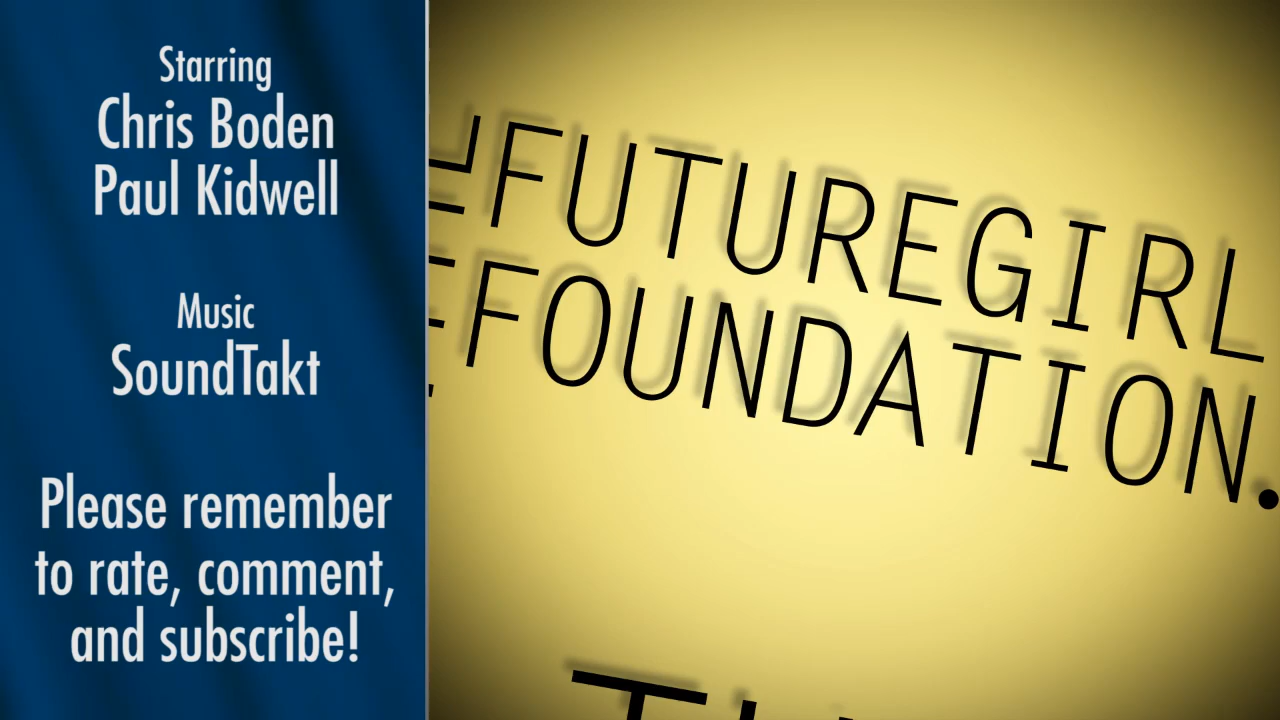 Starring
Chris Boden
Paul Kidwell
Music
SoundTakt
Please remember
to rate, comment,
and subscribe!
FUTUREGIRL
FOUNDATION.